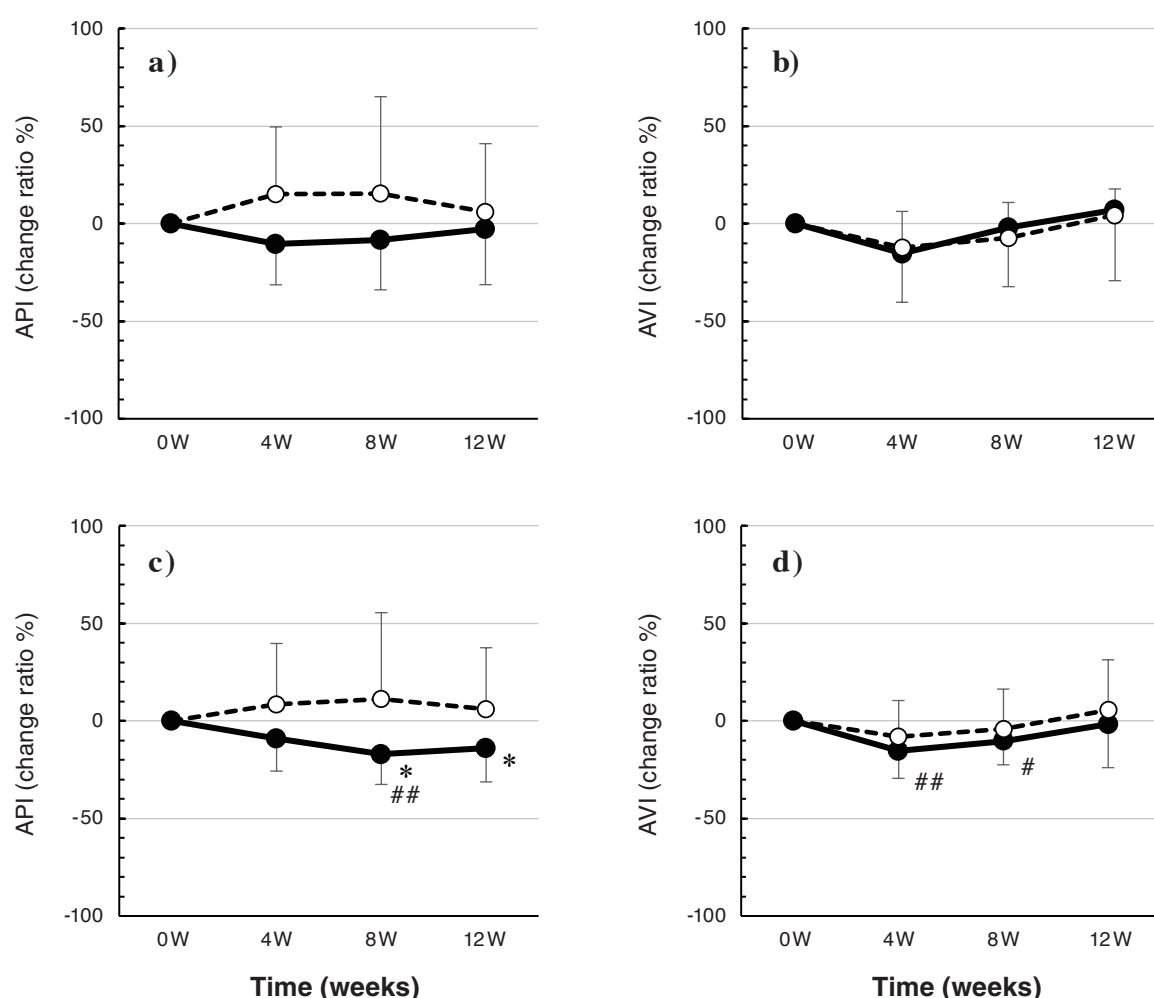 a)
API (change ratio %)
100
50
0
-50
-100
0W 4W 8W 12W
b)
AVI (change ratio %)
100
50
0
-50
-100
0W 4W 8W 12W
c)
API (change ratio %)
100
50
0
-50
-100
*
##
*
0W 4W 8W 12W
Time (weeks)
d)
AVI (change ratio %)
100
50
0
-50
-100
##
#
0W 4W 8W 12W
Time (weeks)